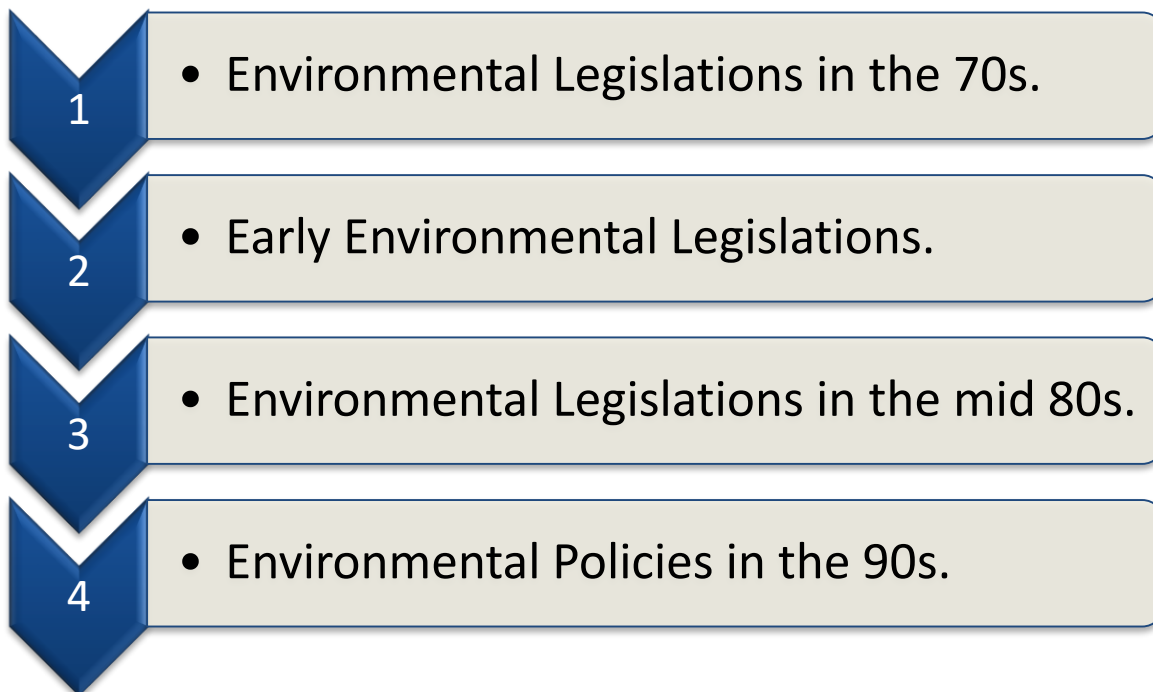 1
• Environmental Legislations in the 70s.
2
• Early Environmental Legislations.
3
• Environmental Legislations in the mid 80s.
4
• Environmental Policies in the 90s.